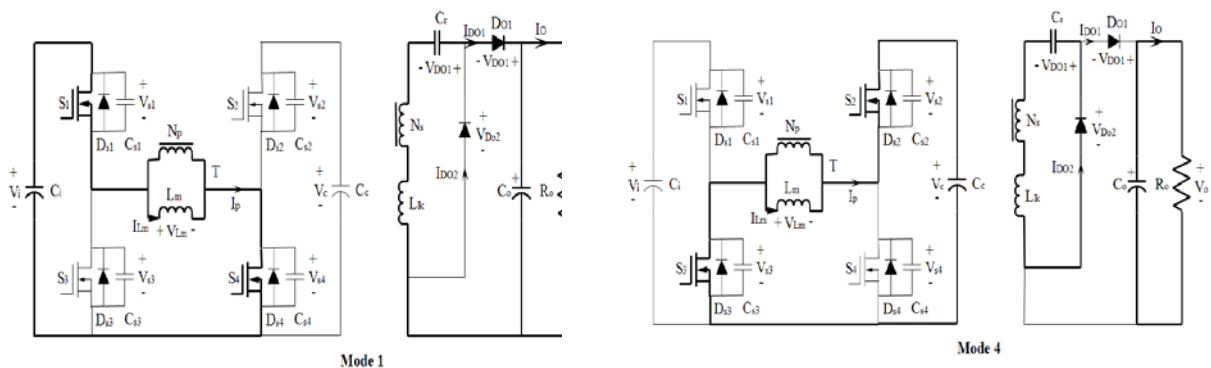 Cr IDO1 DO1 IO
- VDO1 + - VDO1 +
S1 + Vs1 - S2 + Vs2 -
Ds1 Cs1 Ds2 Cs2
Np
T
Ns
+ VDo2 -
+ Vi - Ci
Lm Ip
ILm + VLm -
+ Vc - Cc
IDO2
Llk
+ Co Ro
S3 + Vs3 - S4 + Vs4 -
Ds3 Cs3 Ds4 Cs4
Mode 1
Cr IDO1 DO1 IO
- VDO1 + - VDO1 +
S1 + Vs1 - S2 + Vs2 -
Ds1 Cs1 Ds2 Cs2
Np
T
Ns
+ VDo2 -
+ Vi - Ci
Lm Ip
ILm + VLm -
+ Vc - Cc
IDO2
Llk
+ Co Ro + Vo -
S3 + Vs3 - S4 + Vs4 -
Ds3 Cs3 Ds4 Cs4
Mode 4